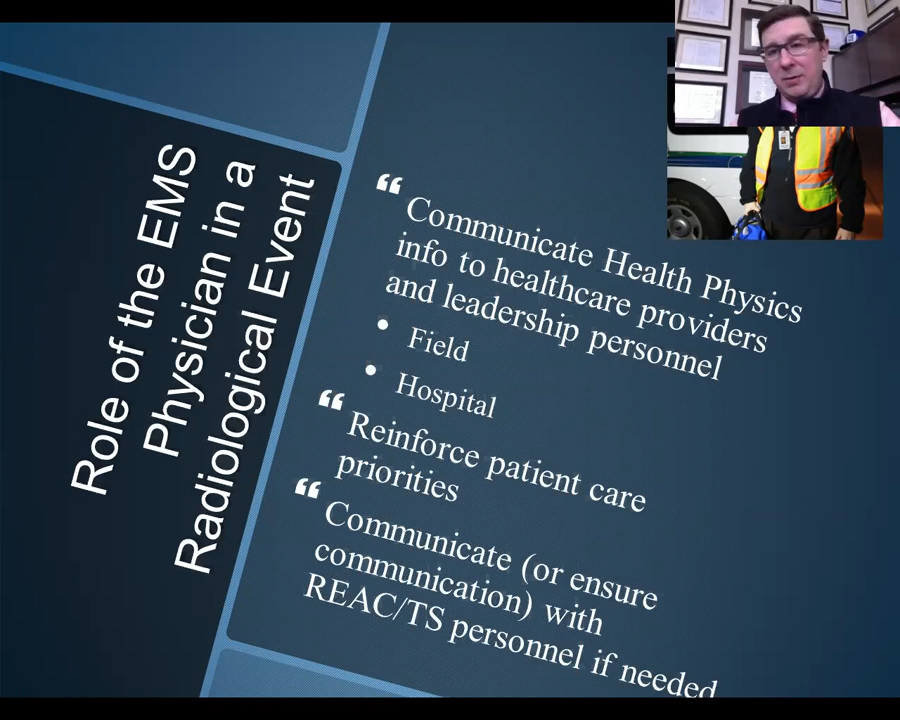 Role of the EMS
Physician in a
Radiological Event
Communicate Health Physics
info to healthcare providers
and leadership personnel
Field
Hospital
Reinforce patient care
priorities
Communicate (or ensure
communication) with
REAC/TS personnel if needed